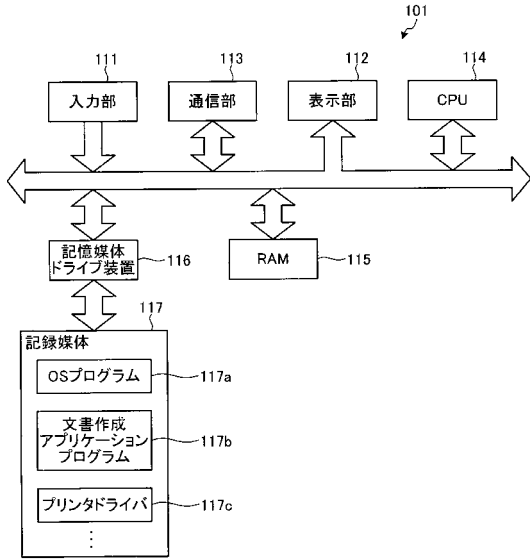 101
111
113
112
114
入力部
通信部
表示部
CPU
記憶媒体
ドライブ装置
116
RAM
115
117
記録媒体
OSプログラム
117a
文書作成
アプリケーション
プログラム
117b
プリンタドライバ
117c
⋮